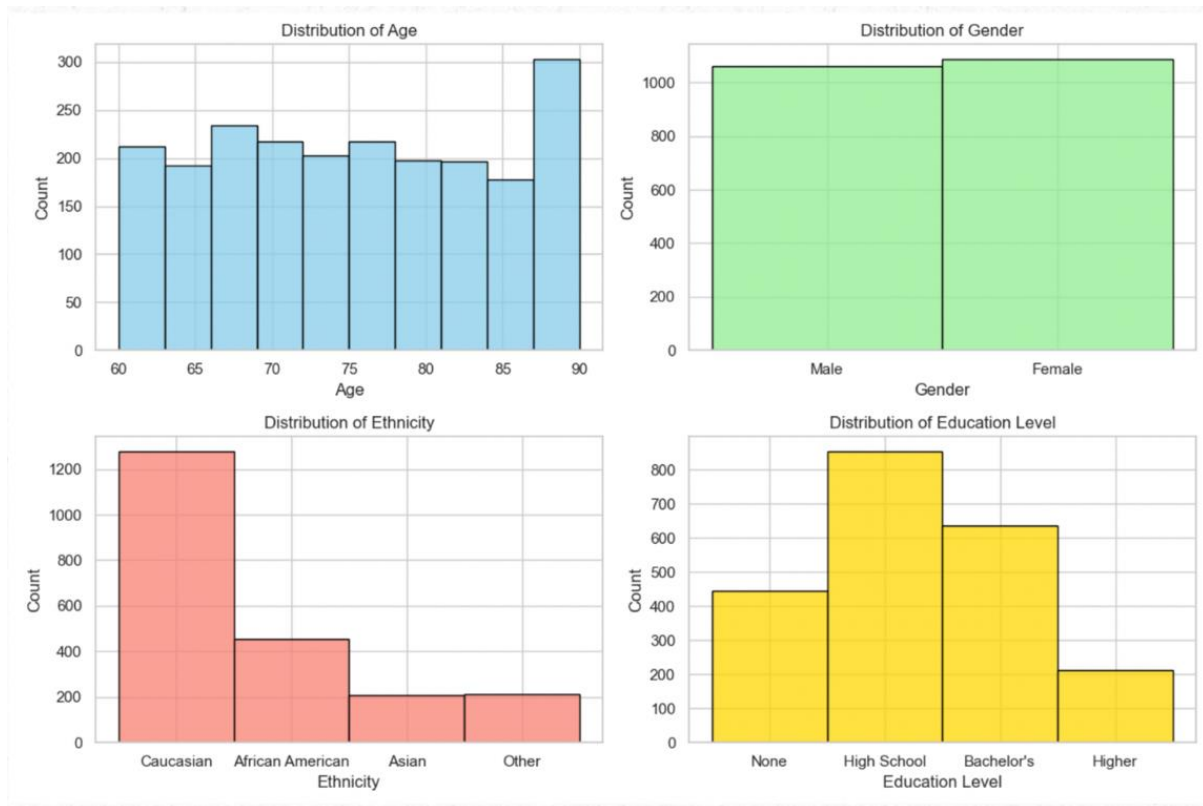 Distribution of Age
300
250
200
150
100
50
0
Count
60 65 70 75 80 85 90
Age
Distribution of Gender
1000
800
600
400
200
0
Count
Male Female
Gender
Distribution of Ethnicity
1200
1000
800
600
400
200
0
Count
Caucasian African American Asian Other
Ethnicity
Distribution of Education Level
800
700
600
500
400
300
200
100
0
Count
None High School Bachelor's Higher
Education Level